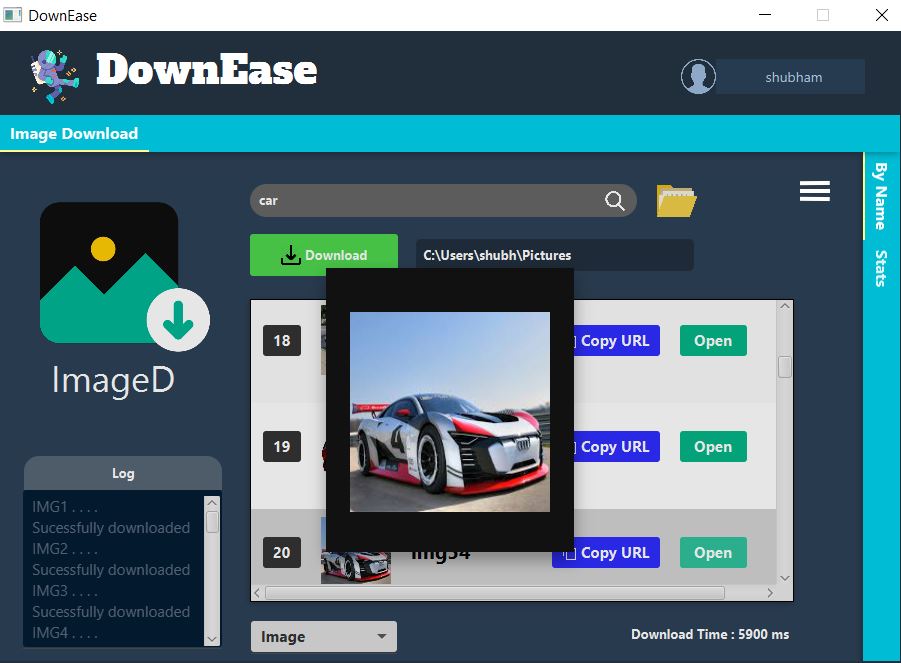 DownEase
DownEase
shubham
Image Download
By Name
Stats
car
Download
C:\Users\shubh\Pictures
ImageD
18
Copy URL
Open
19
Copy URL
Open
20
Copy URL
Open
Log
IMG1 . . . .
Sucessfully downloaded
IMG2 . . . .
Sucessfully downloaded
IMG3 . . . .
Sucessfully downloaded
IMG4 . . . .
Image
Download Time : 5900 ms